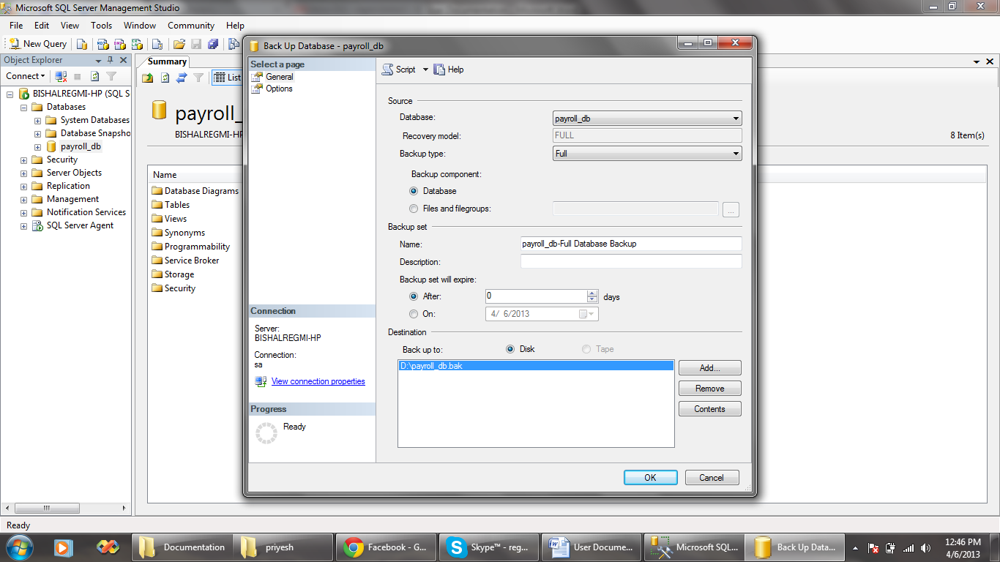 Microsoft SQL Server Management Studio
File Edit View Tools Window Community Help
New Query
Object Explorer
Connect
BISHALREGMI-HP (SQL S
Databases
System Databases
Database Snapsho
payroll_db
Security
Server Objects
Replication
Management
Notification Services
SQL Server Agent
Summary
List
payroll_
BISHALREGMI-HP
8 Item(s)
Name
Database Diagrams
Tables
Views
Synonyms
Programmability
Service Broker
Storage
Security
Back Up Database - payroll_db
Select a page
General
Options
Script Help
Source
Database: payroll_db
Recovery model: FULL
Backup type: Full
Backup component:
Database
Files and filegroups: ...
Backup set
Name: payroll_db-Full Database Backup
Description:
Backup set will expire:
After: 0 days
On: 4/ 6/2013
Destination
Back up to: Disk Tape
D:\payroll_db.bak
Add...
Remove
Contents
Connection
Server:
BISHALREGMI-HP
Connection:
sa
View connection properties
Progress
Ready
OK Cancel
Ready
Documentation priyesh Facebook - G... Skype™ - reg... User Docume... Microsoft SQL... Back Up Data...
12:46 PM
4/6/2013